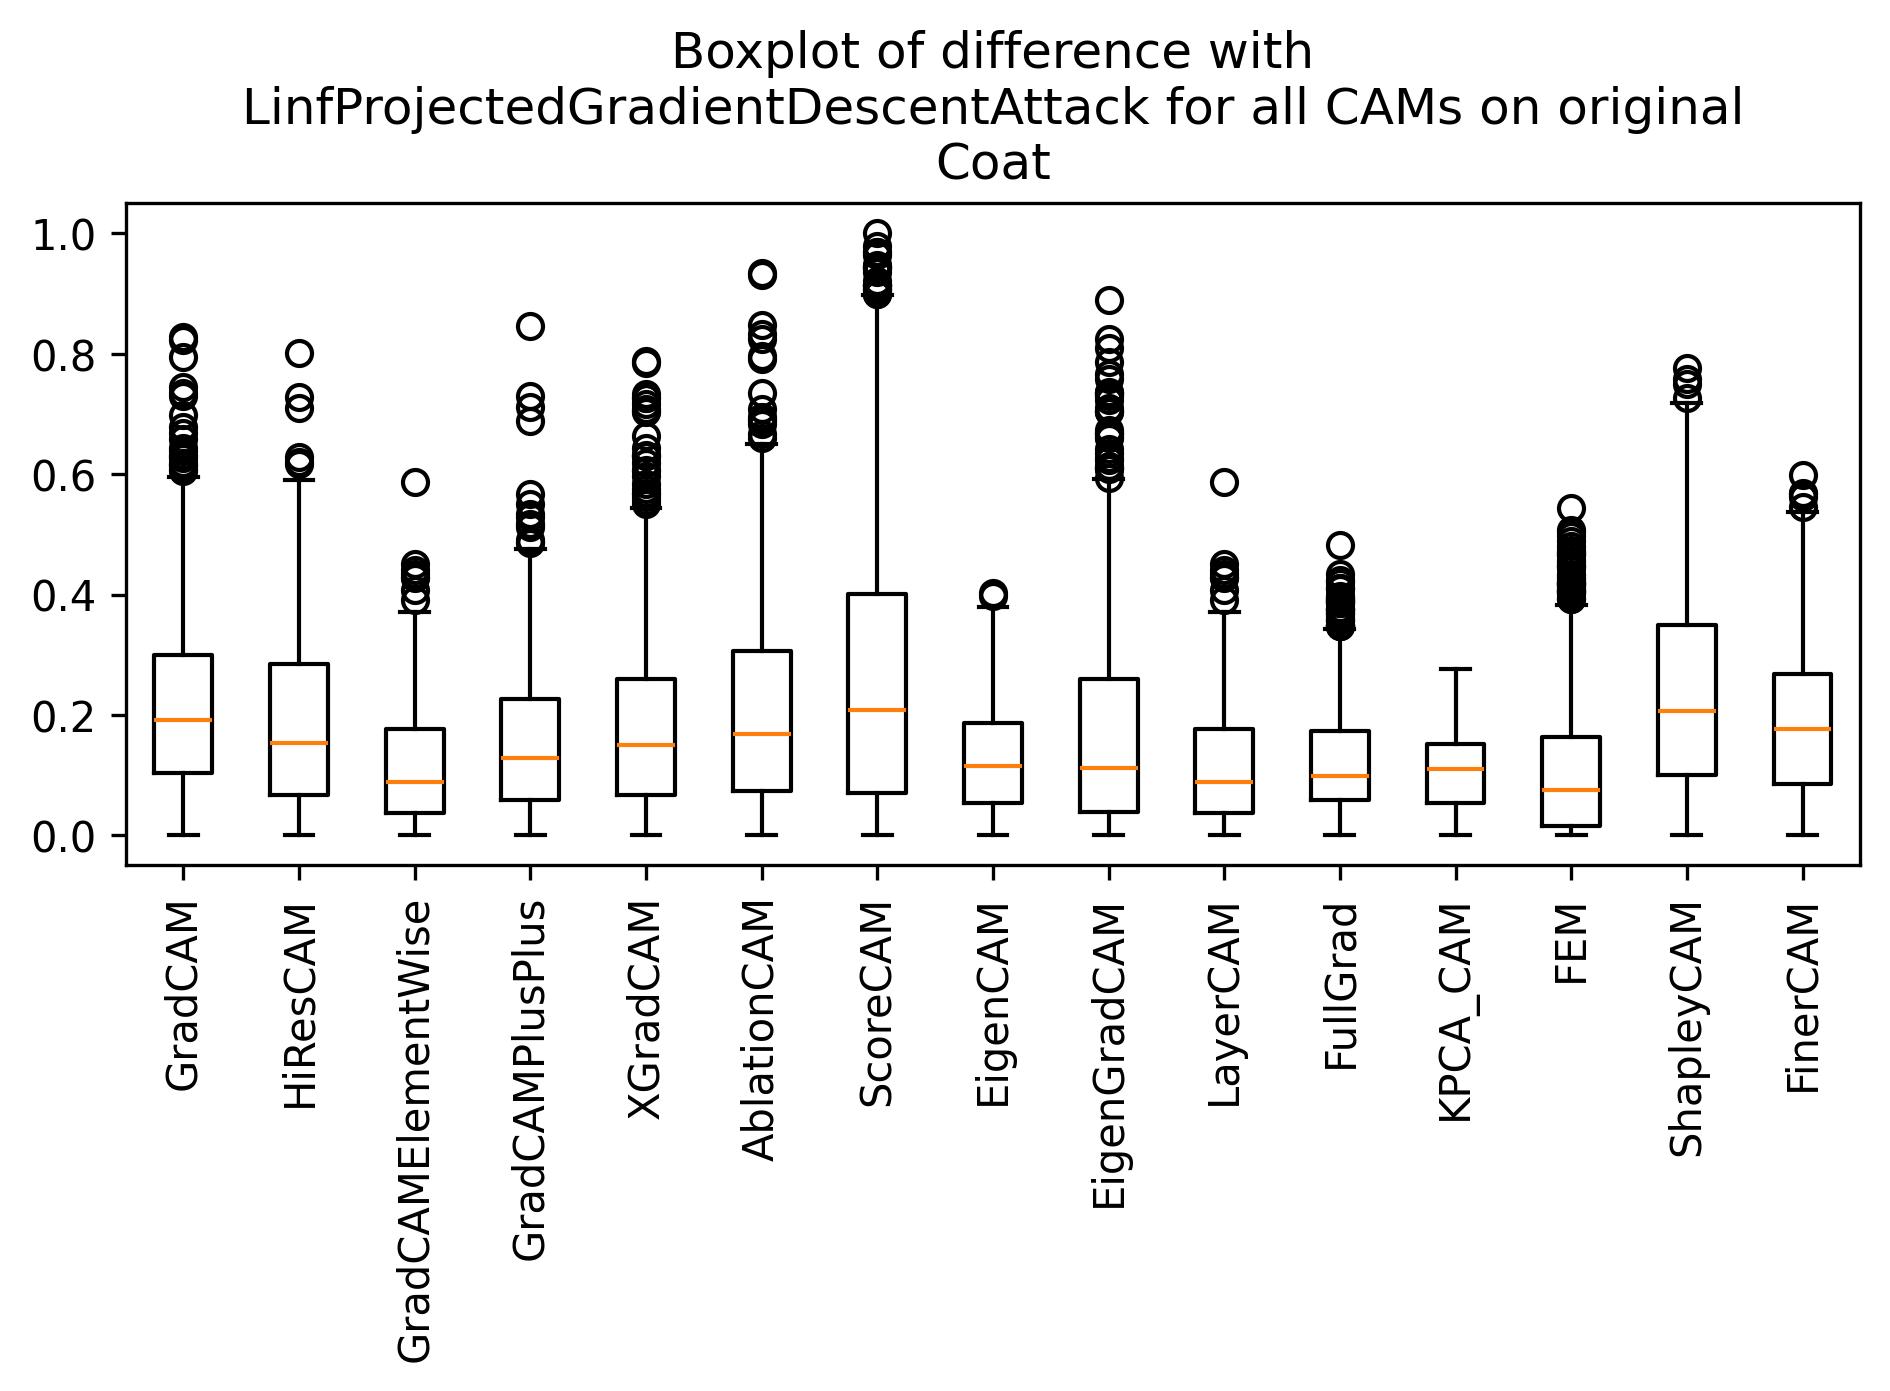 Boxplot of difference with
LinfProjectedGradientDescentAttack for all CAMs on original
Coat
1.0
0.8
0.6
0.4
0.2
0.0
GradCAM
HiResCAM
GradCAMElementWise
GradCAMPlusPlus
XGradCAM
AblationCAM
ScoreCAM
EigenCAM
EigenGradCAM
LayerCAM
FullGrad
KPCA_CAM
FEM
ShapleyCAM
FinerCAM